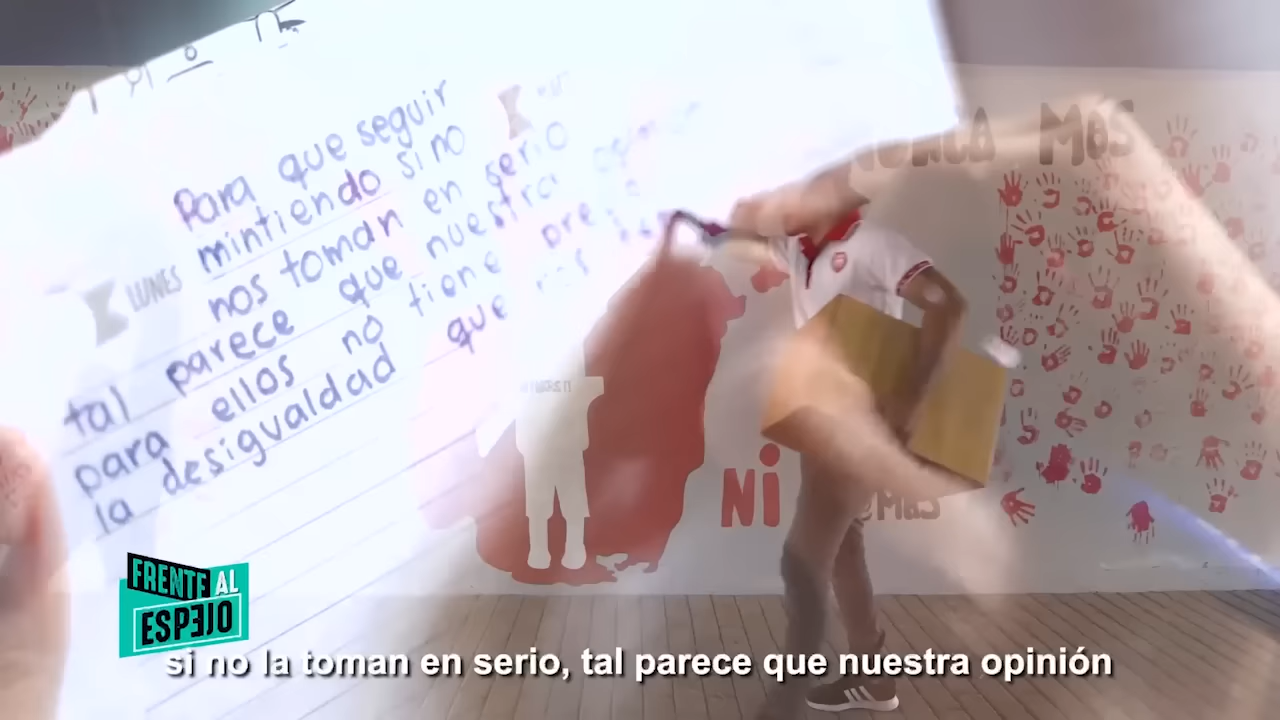 Para que seguir
mintiendo si no
nos toman en serio
tal parece que nuestra
para ellos no tiene
la desigualdad que
LUNES
MAS
NI
MAS
FRENTE AL
ESPEJO
si no la toman en serio, tal parece que nuestra opinión